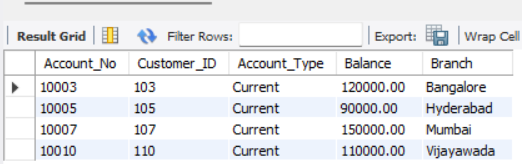 Result Grid Filter Rows: Export: Wrap Cell
Account_No Customer_ID Account_Type Balance Branch
10003 103 Current 120000.00 Bangalore
10005 105 Current 90000.00 Hyderabad
10007 107 Current 150000.00 Mumbai
10010 110 Current 110000.00 Vijayawada